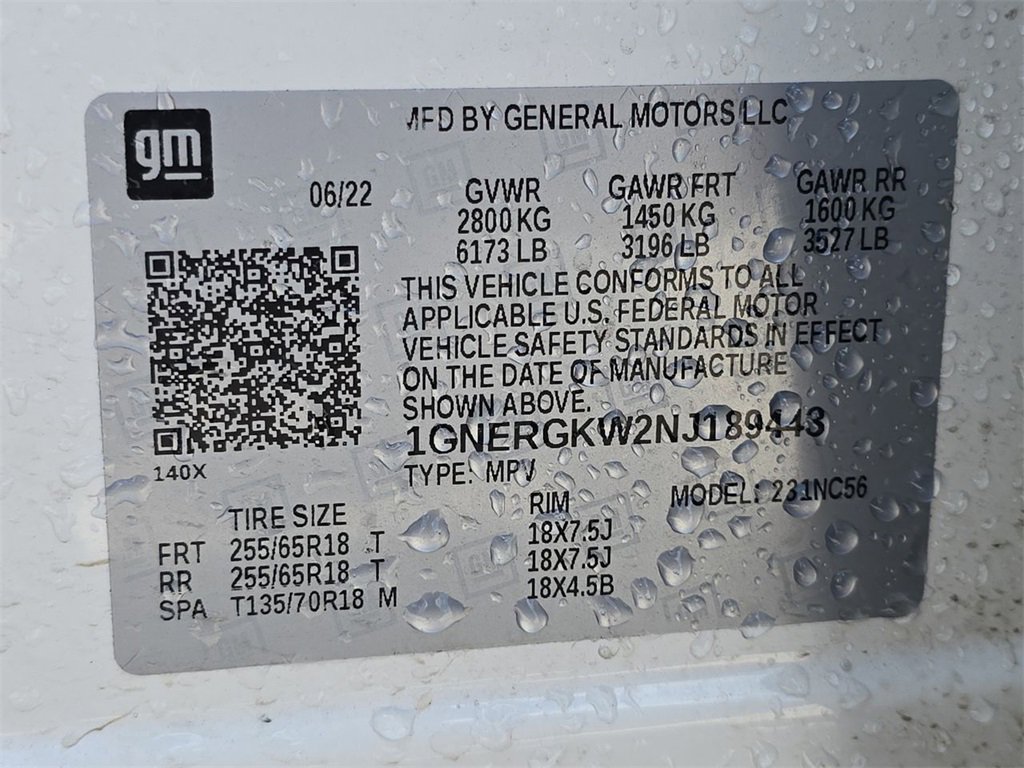 gm
MFD BY GENERAL MOTORS LLC
06/22 GVWR GAWR FRT GAWR RR
2800 KG 1450 KG 1600 KG
6173 LB 3196 LB 3527 LB
THIS VEHICLE CONFORMS TO ALL
APPLICABLE U.S. FEDERAL MOTOR
VEHICLE SAFETY STANDARDS IN EFFECT
ON THE DATE OF MANUFACTURE
SHOWN ABOVE.
1GNERGKW2NJ189443
140X
TYPE: MPV
MODEL: 231NC56
TIRE SIZE RIM
FRT 255/65R18 T 18X7.5J
RR 255/65R18 T 18X7.5J
SPA T135/70R18 M 18X4.5B